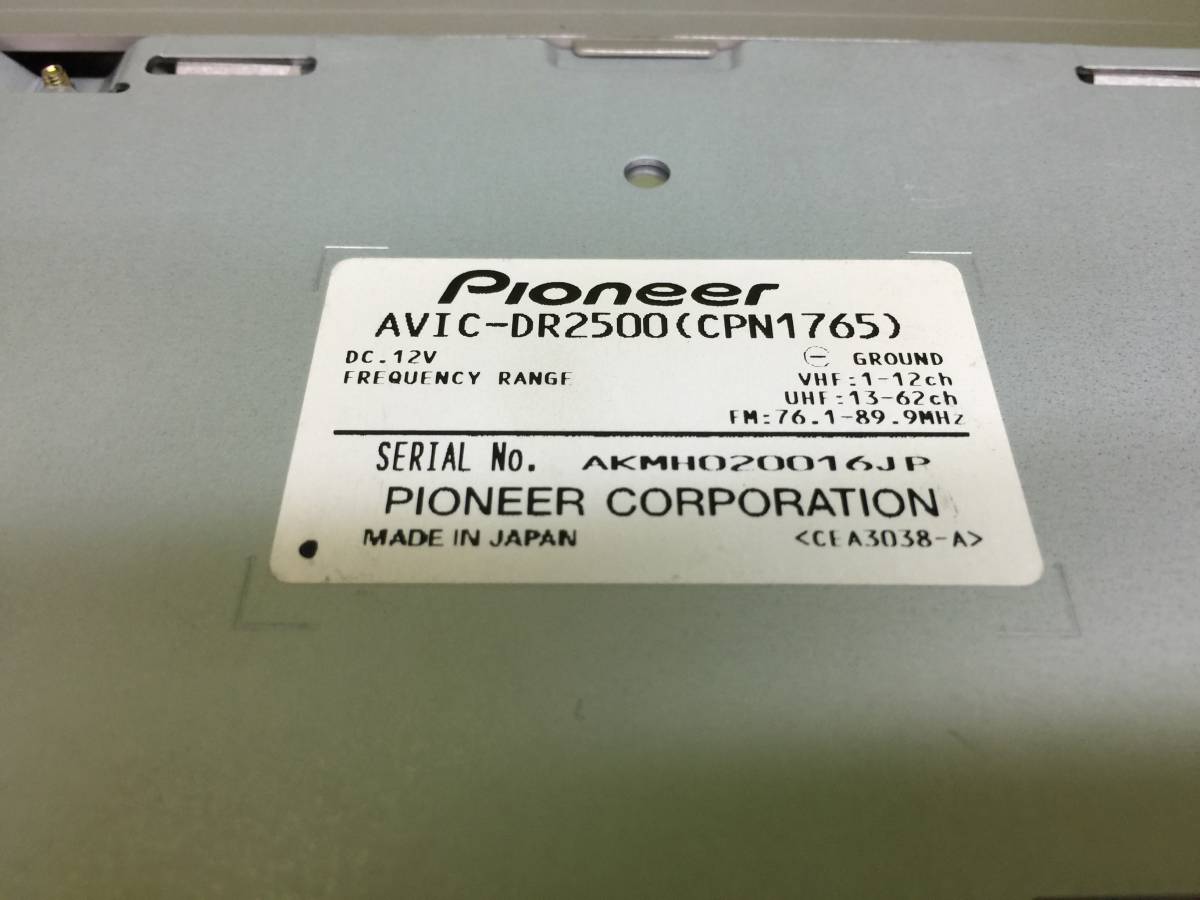 Pioneer
AVIC-DR2500(CPN1765)
DC.12V ⊖ GROUND
FREQUENCY RANGE VHF:1-12ch
UHF:13-62ch
FM:76.1-89.9MHz
SERIAL No. AKMH020016JP
PIONEER CORPORATION
MADE IN JAPAN <CEA3038-A>